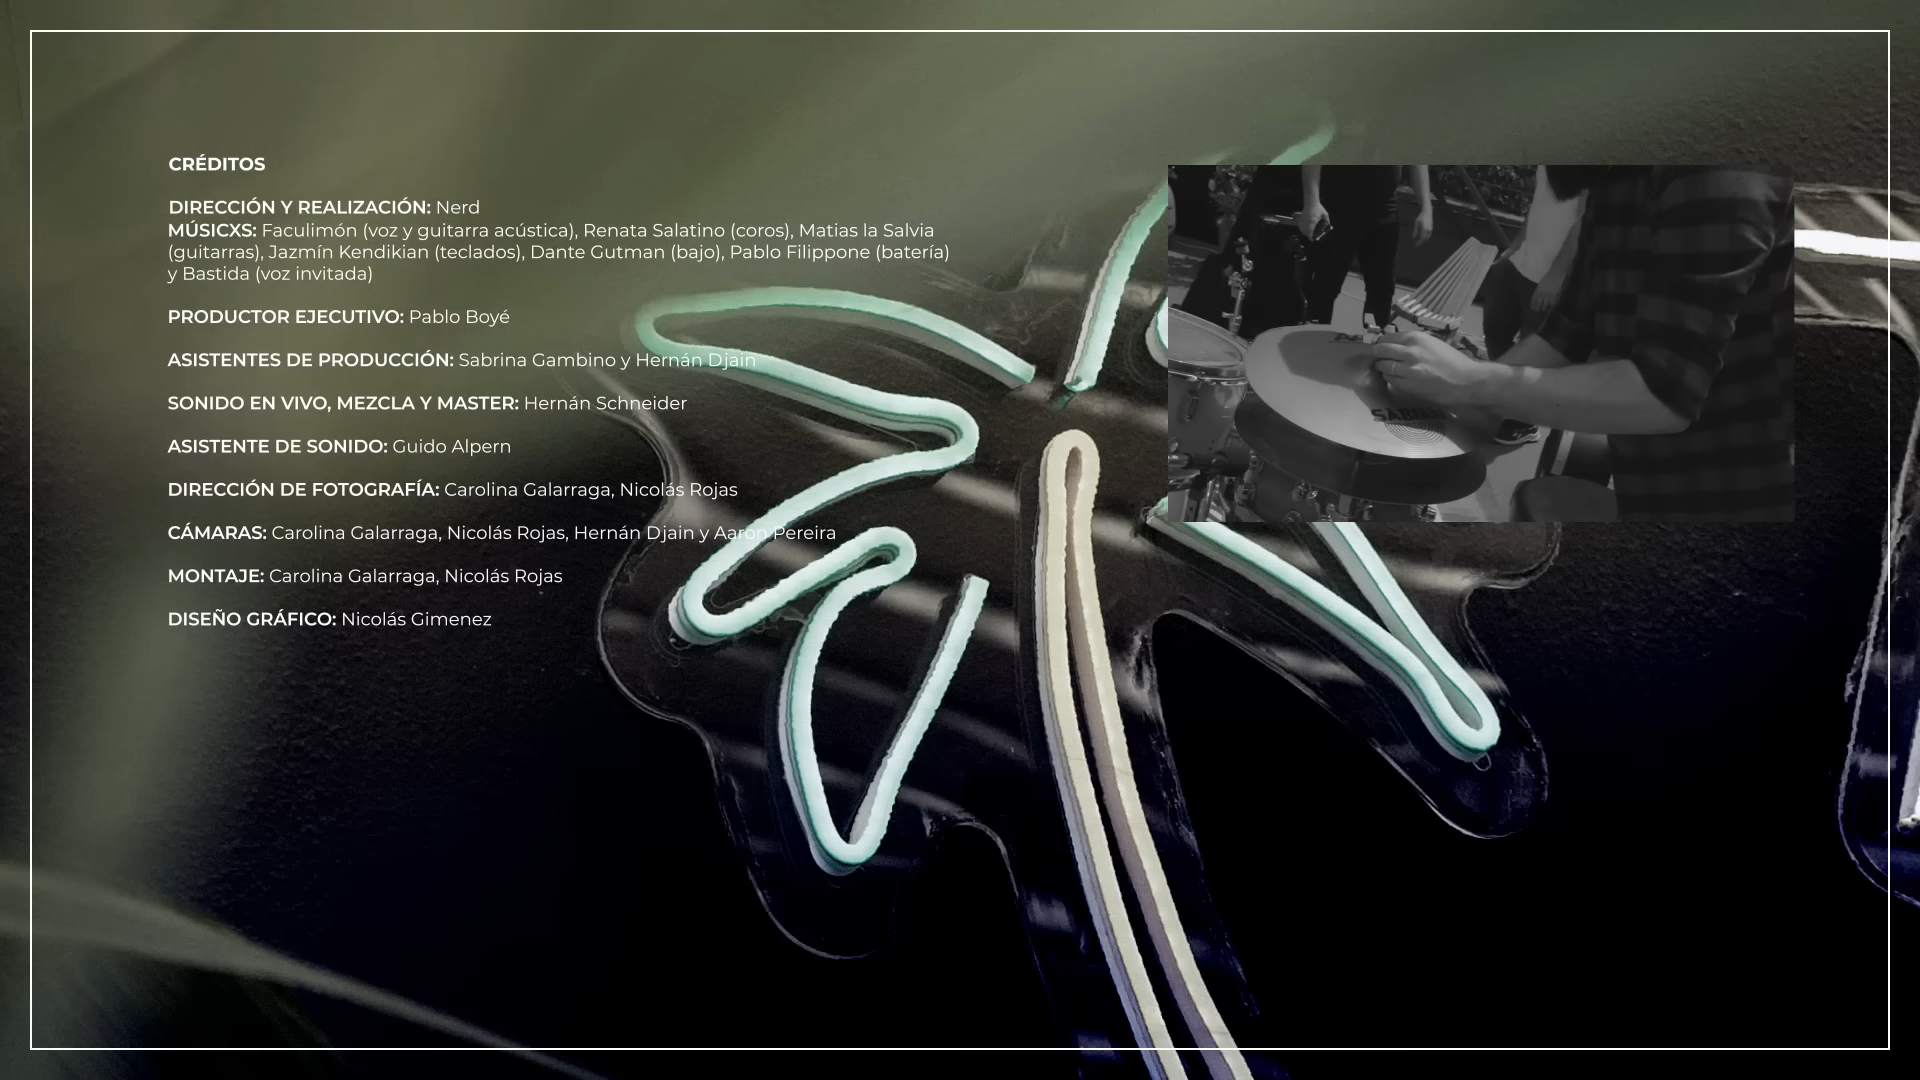 CRÉDITOS
DIRECCIÓN Y REALIZACIÓN: Nerd
MÚSICXS: Faculimón (voz y guitarra acústica), Renata Salatino (coros), Matias la Salvia
(guitarras), Jazmín Kendikian (teclados), Dante Gutman (bajo), Pablo Filippone (batería)
y Bastida (voz invitada)
PRODUCTOR EJECUTIVO: Pablo Boyé
ASISTENTES DE PRODUCCIÓN: Sabrina Gambino y Hernán Djain
SONIDO EN VIVO, MEZCLA Y MASTER: Hernán Schneider
ASISTENTE DE SONIDO: Guido Alpern
DIRECCIÓN DE FOTOGRAFÍA: Carolina Galarraga, Nicolás Rojas
CÁMARAS: Carolina Galarraga, Nicolás Rojas, Hernán Djain y Aaron Pereira
MONTAJE: Carolina Galarraga, Nicolás Rojas
DISEÑO GRÁFICO: Nicolás Gimenez
SABIAN